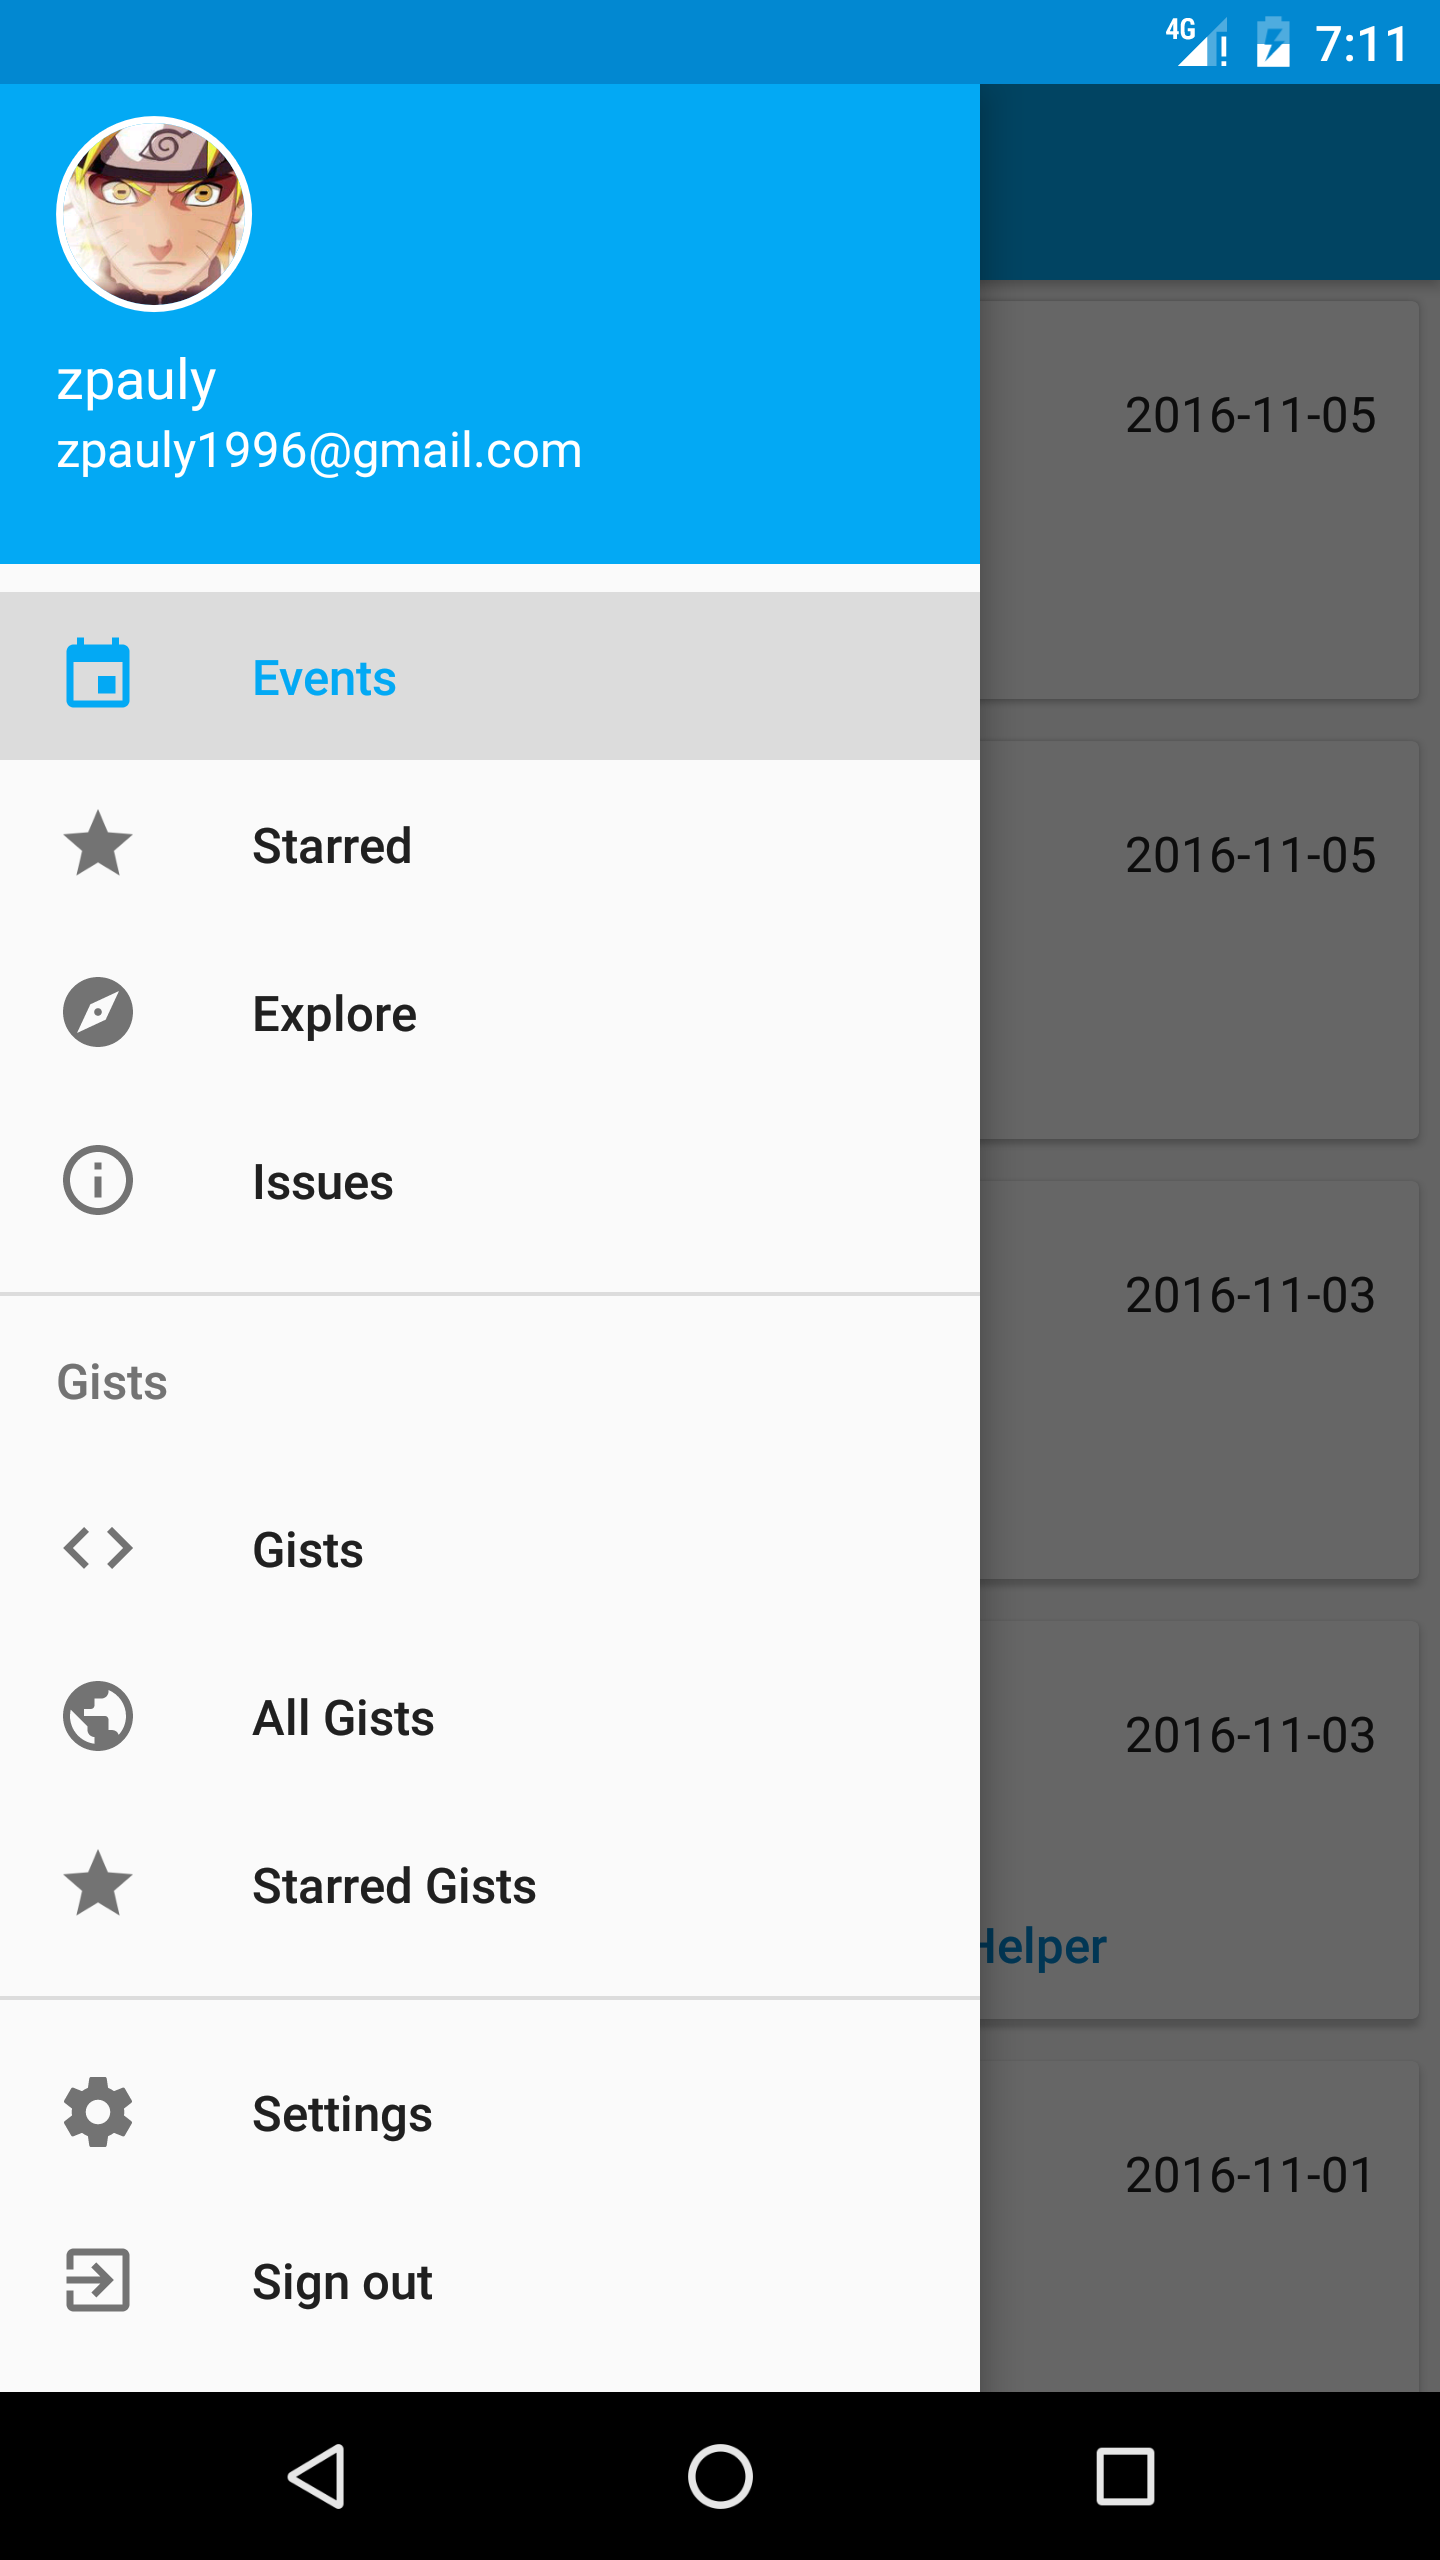 4G 7:11
zpauly
zpauly1996@gmail.com
Events
Starred
Explore
Issues
Gists
Gists
All Gists
Starred Gists
Settings
Sign out
2016-11-05
2016-11-05
2016-11-03
2016-11-03
Helper
2016-11-01